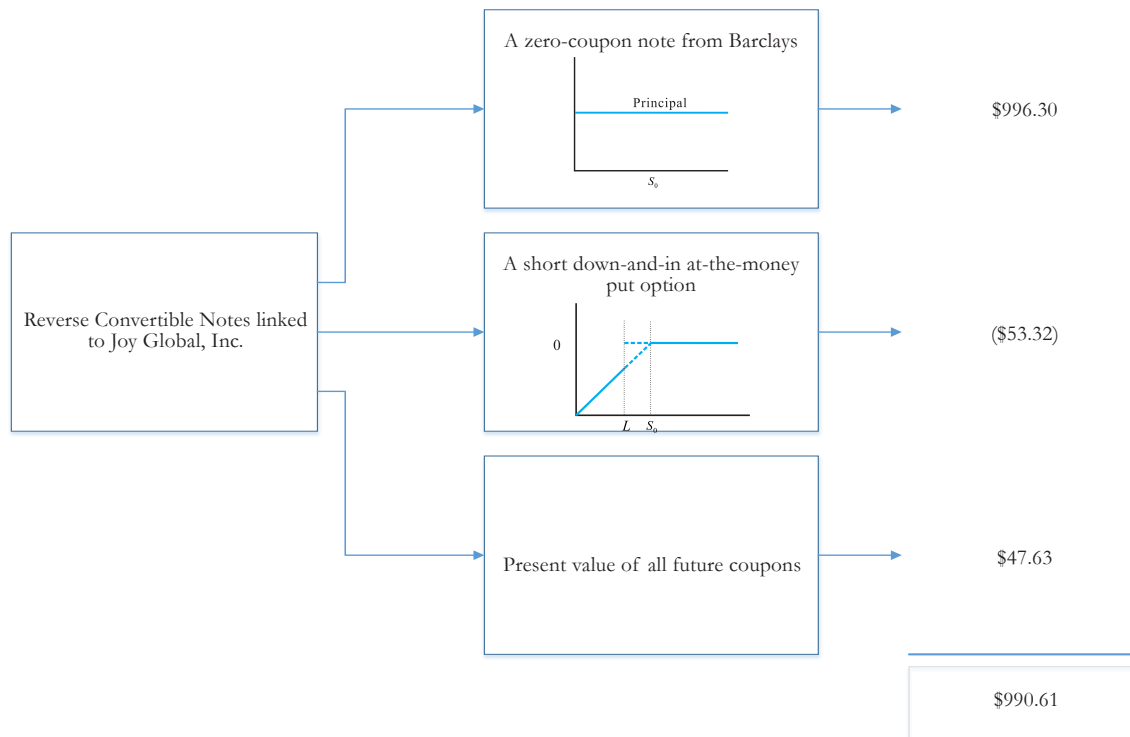 A zero-coupon note from Barclays
Principal
S₀
$996.30
Reverse Convertible Notes linked
to Joy Global, Inc.
A short down-and-in at-the-money
put option
0
L S₀
($53.32)
Present value of all future coupons
$47.63
$990.61